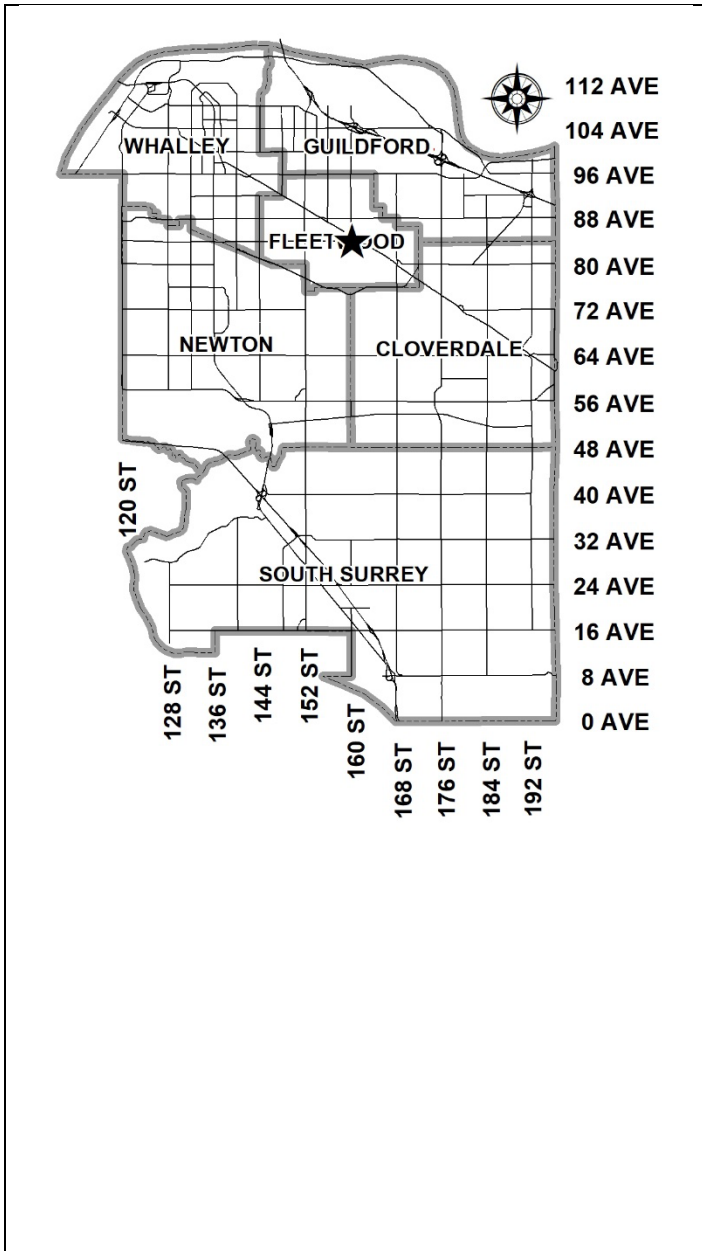 112 AVE
104 AVE
WHALLEY
GUILDFORD
96 AVE
88 AVE
FLEETWOOD
80 AVE
72 AVE
NEWTON
CLOVERDALE
64 AVE
56 AVE
48 AVE
120 ST
40 AVE
32 AVE
SOUTH SURREY
24 AVE
16 AVE
128 ST
136 ST
144 ST
152 ST
8 AVE
0 AVE
160 ST
168 ST
176 ST
184 ST
192 ST